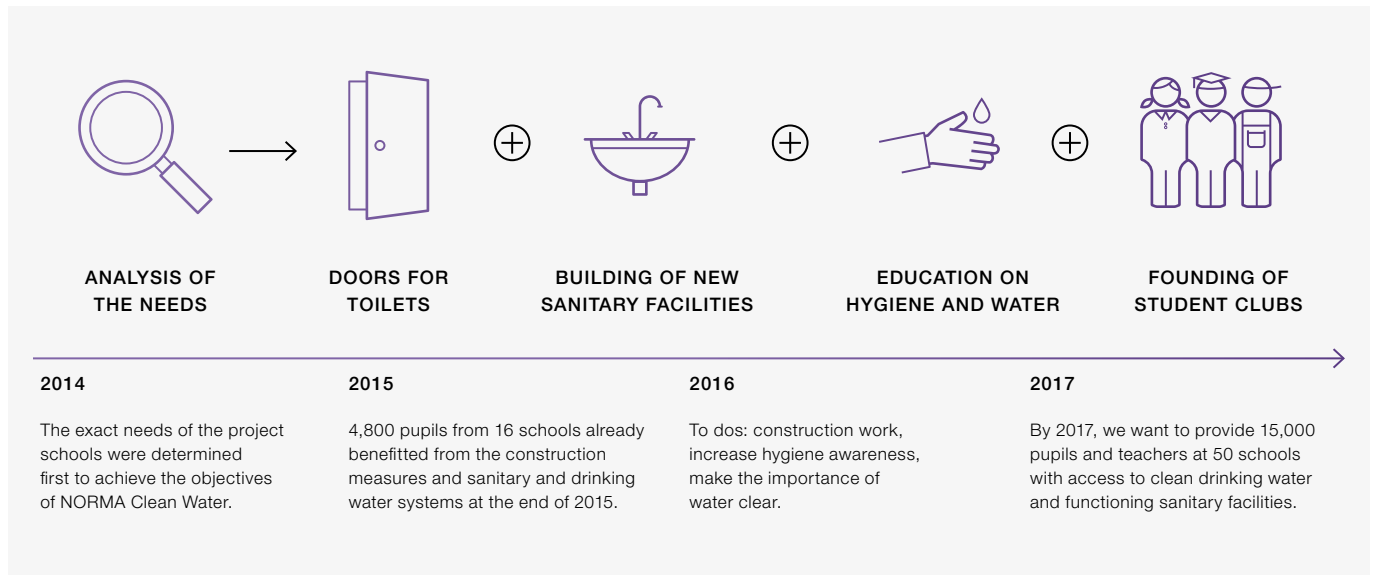 ANALYSIS OF
THE NEEDS
DOORS FOR
TOILETS
BUILDING OF NEW
SANITARY FACILITIES
EDUCATION ON
HYGIENE AND WATER
FOUNDING OF
STUDENT CLUBS
2014
The exact needs of the project
schools were determined
first to achieve the objectives
of NORMA Clean Water.
2015
4,800 pupils from 16 schools already
benefitted from the construction
measures and sanitary and drinking
water systems at the end of 2015.
2016
To dos: construction work,
increase hygiene awareness,
make the importance of
water clear.
2017
By 2017, we want to provide 15,000
pupils and teachers at 50 schools
with access to clean drinking water
and functioning sanitary facilities.